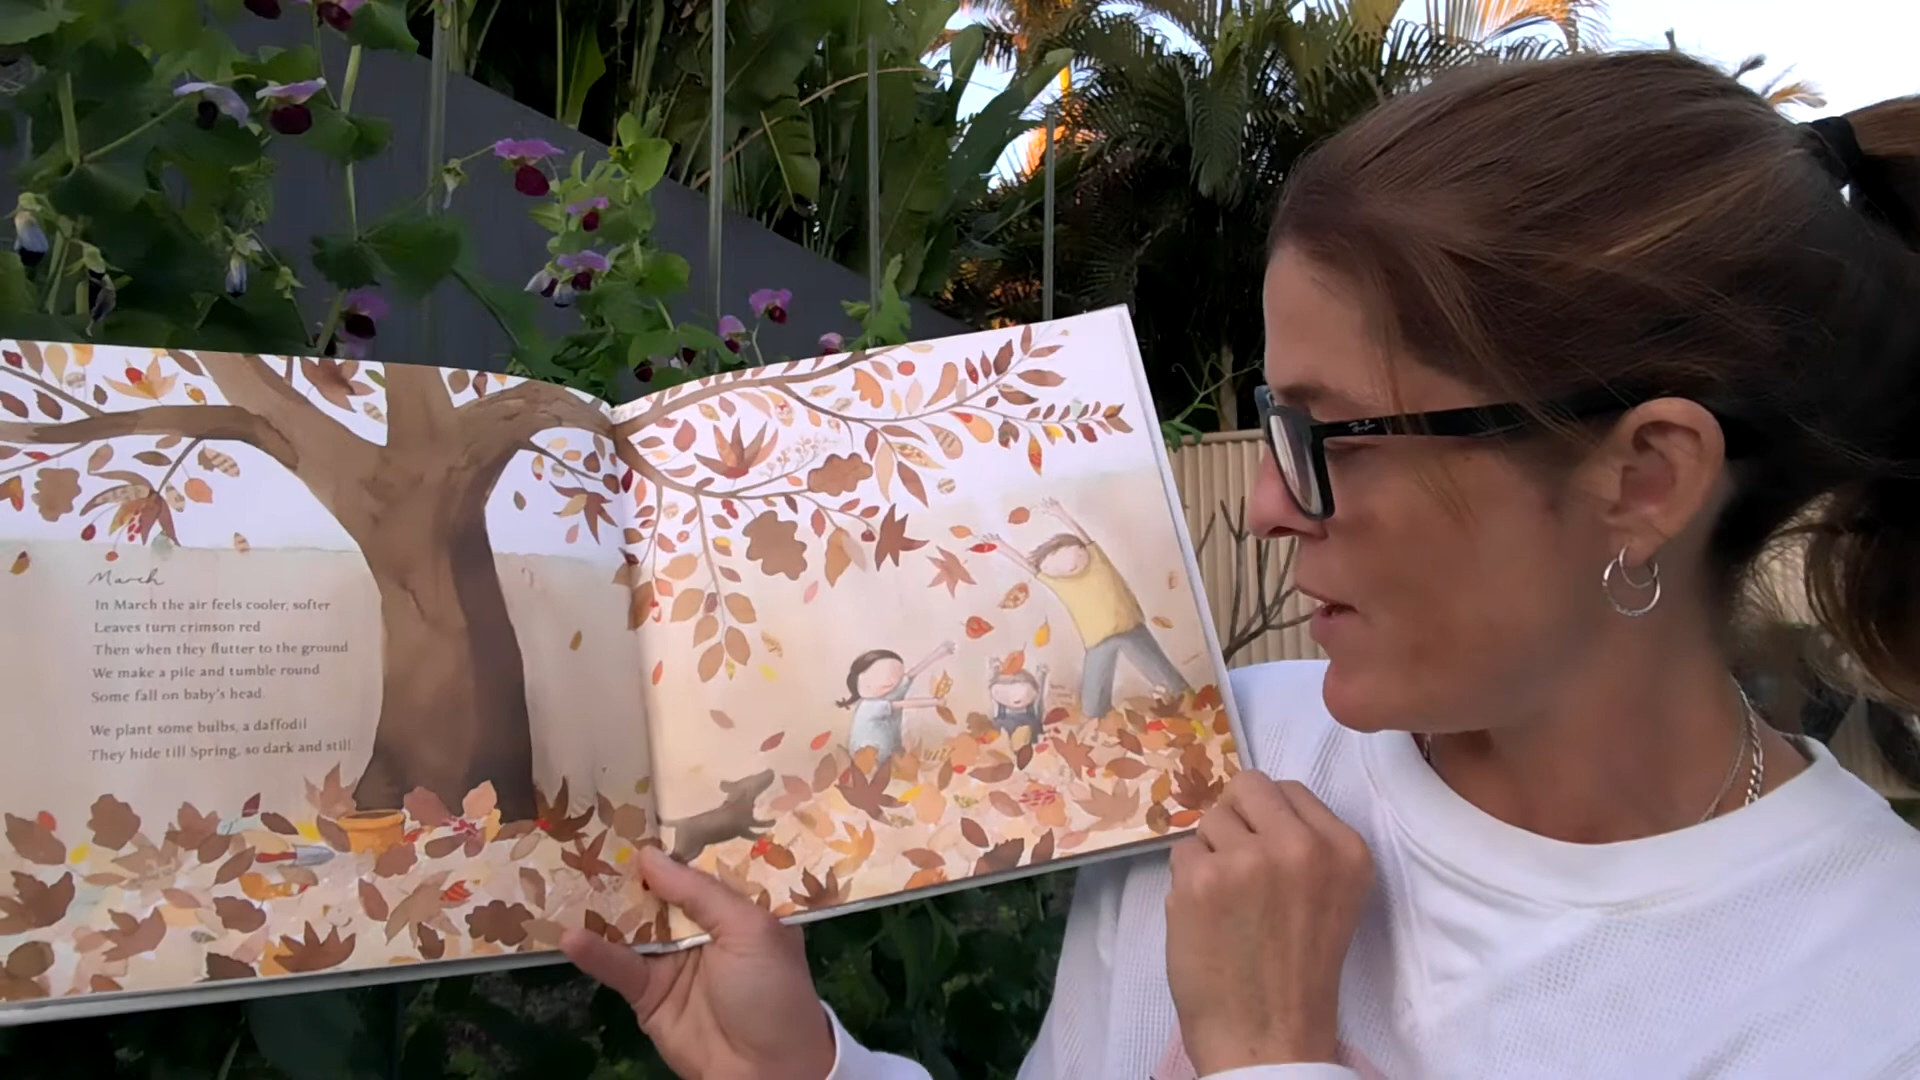 March
In March the air feels cooler, softer
Leaves turn crimson red
Then when they flutter to the ground
We make a pile and tumble round
Some fall on baby's head.
We plant some bulbs, a daffodil
They hide till Spring, so dark and still.
Ray-Ban